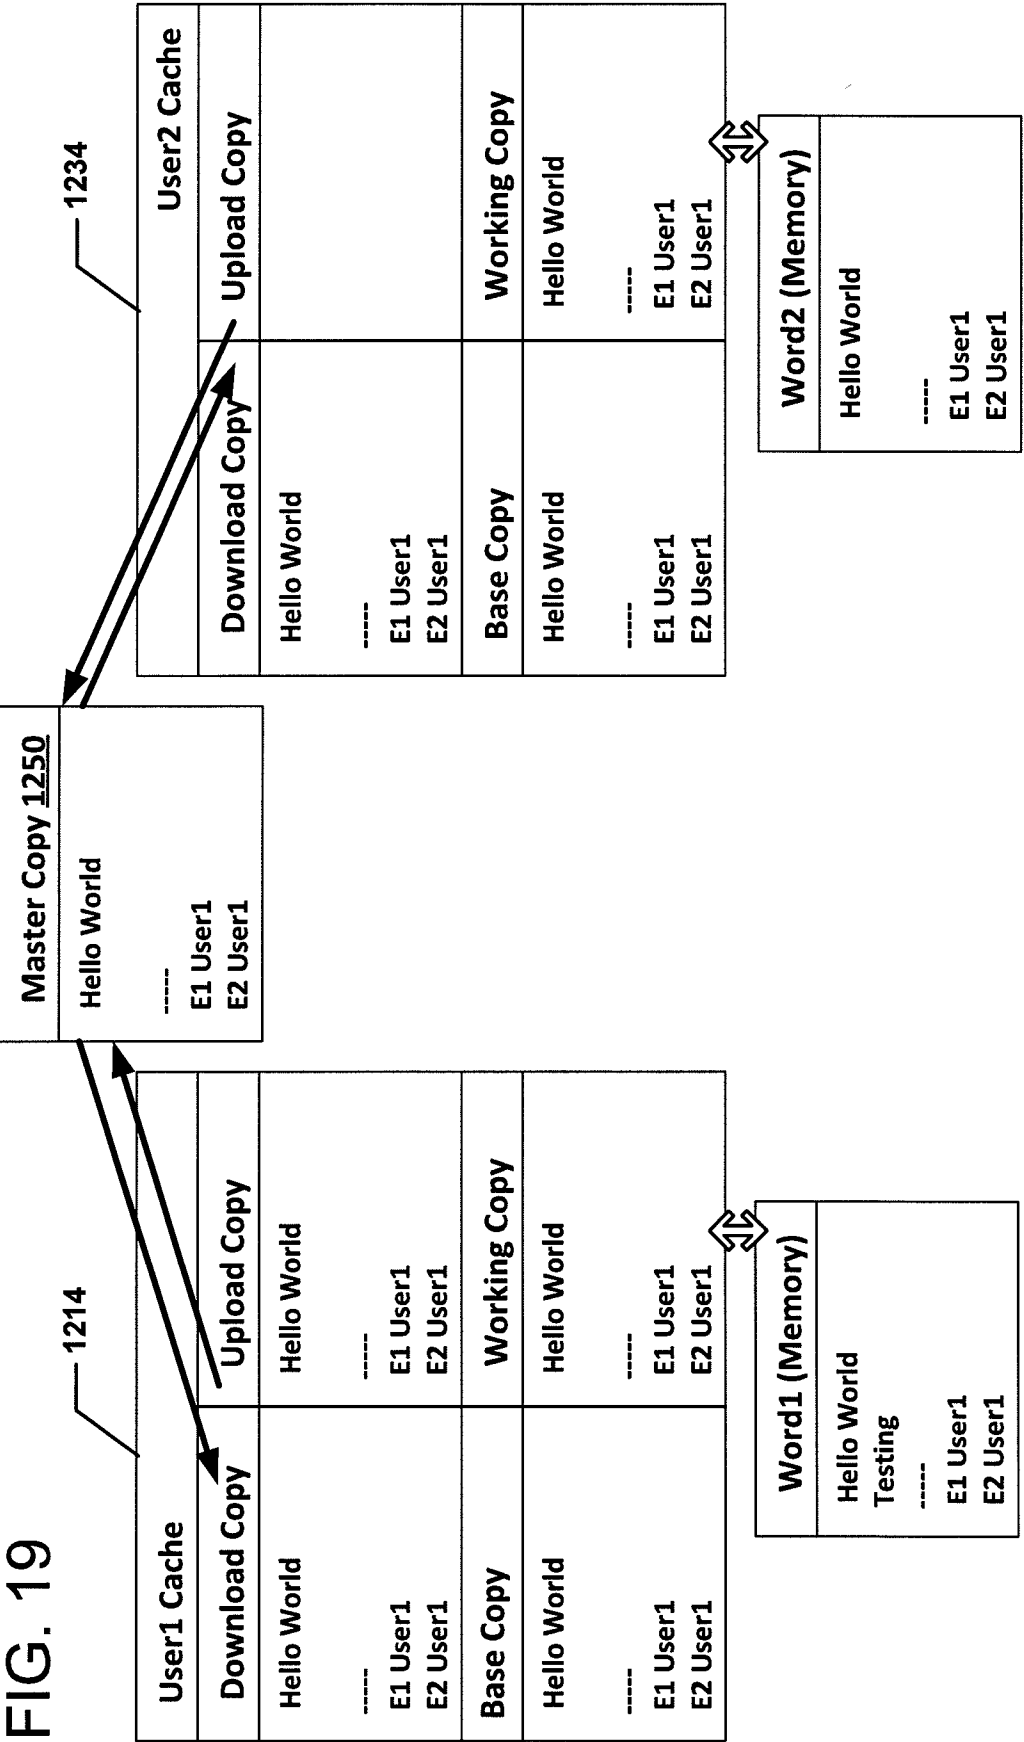 FIG. 19
Master Copy 1250
Hello World
-----
E1 User1
E2 User1
1214
User1 Cache
Download Copy
Hello World
-----
E1 User1
E2 User1
Upload Copy
Hello World
-----
E1 User1
E2 User1
Base Copy
Hello World
-----
E1 User1
E2 User1
Working Copy
Hello World
-----
E1 User1
E2 User1
Word1 (Memory)
Hello World
Testing
-----
E1 User1
E2 User1
1234
User2 Cache
Download Copy
Hello World
-----
E1 User1
E2 User1
Upload Copy
Base Copy
Hello World
-----
E1 User1
E2 User1
Working Copy
Hello World
-----
E1 User1
E2 User1
Word2 (Memory)
Hello World
-----
E1 User1
E2 User1